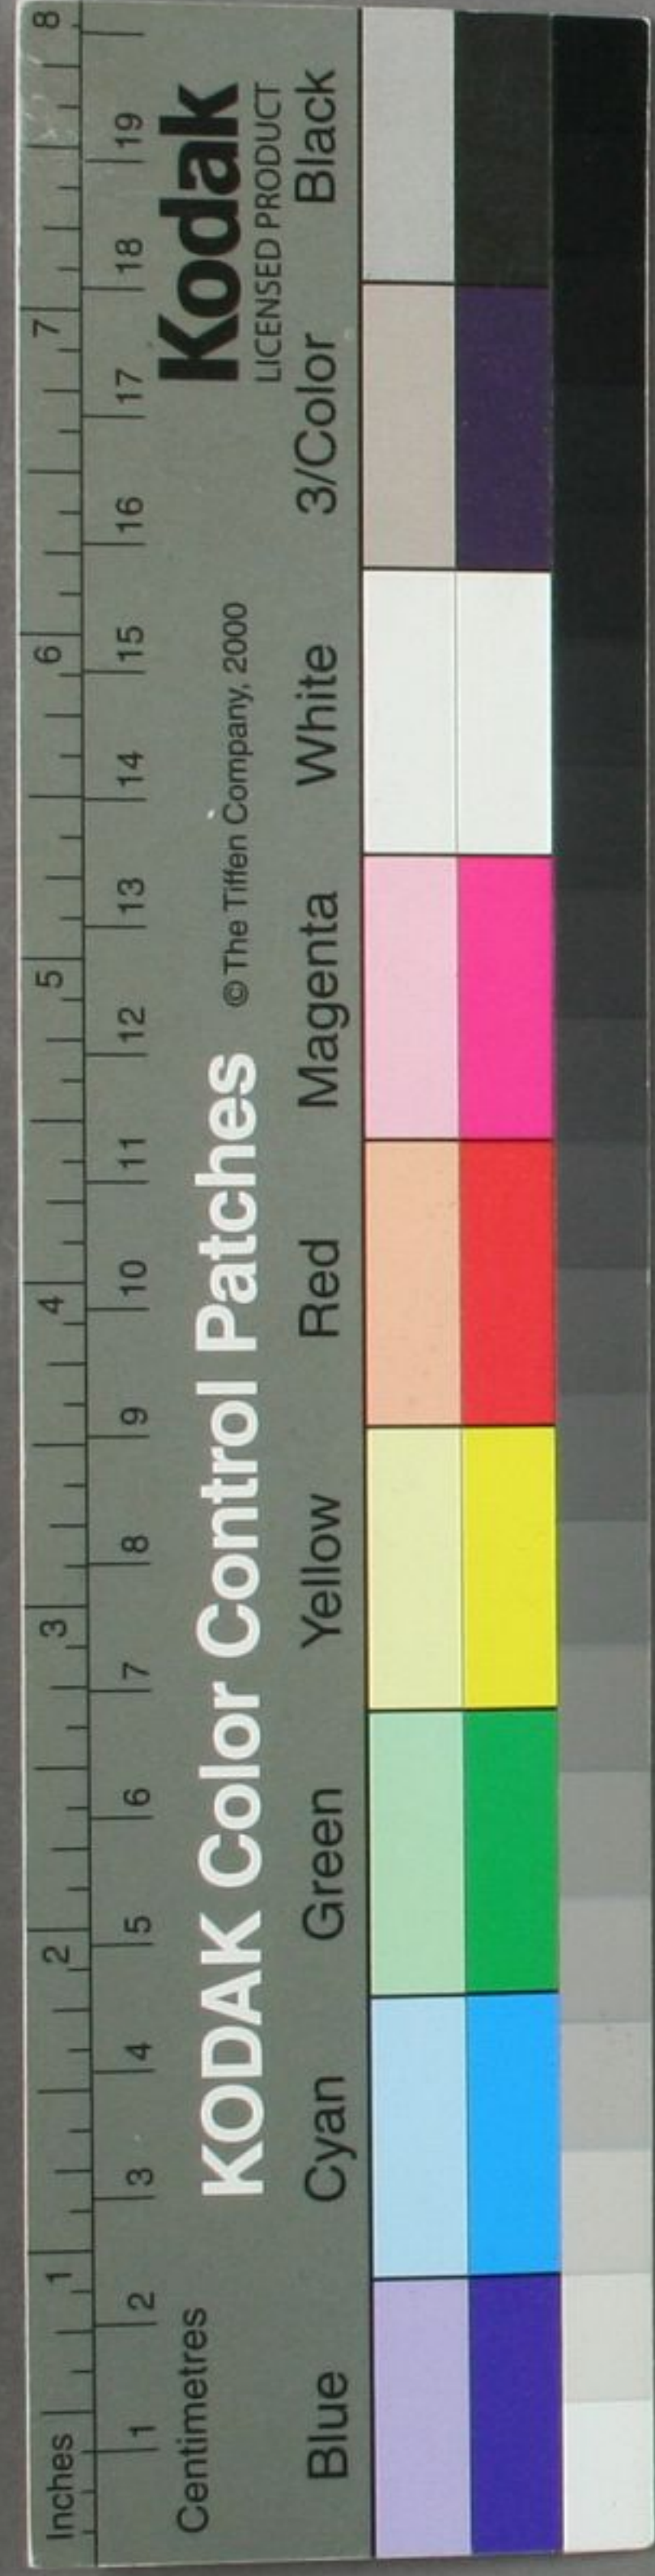 Inches 1 2 3 4 5 6 7 8
1 2 3 4 5 6 7 8 9 10 11 12 13 14 15 16 17 18 19
Centimetres
KODAK Color Control Patches © The Tiffen Company, 2000 Kodak
LICENSED PRODUCT
Blue Cyan Green Yellow Red Magenta White 3/Color Black